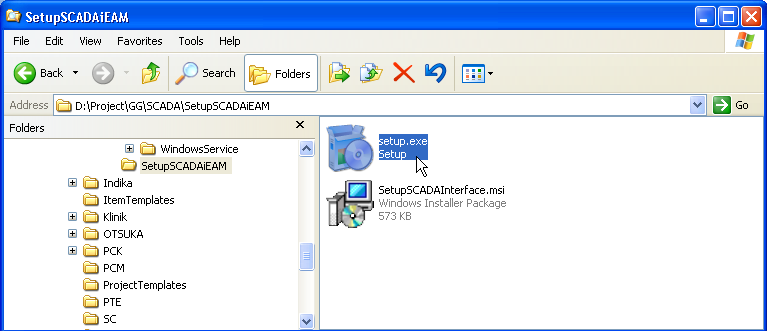 SetupSCADAiEAM
File Edit View Favorites Tools Help
Back Search Folders
Address D:\Project\GG\SCADA\SetupSCADAiEAM Go
Folders
WindowsService
SetupSCADAiEAM
Indika
ItemTemplates
Klinik
OTSUKA
PCK
PCM
ProjectTemplates
PTE
SC
setup.exe
Setup
SetupSCADAInterface.msi
Windows Installer Package
573 KB